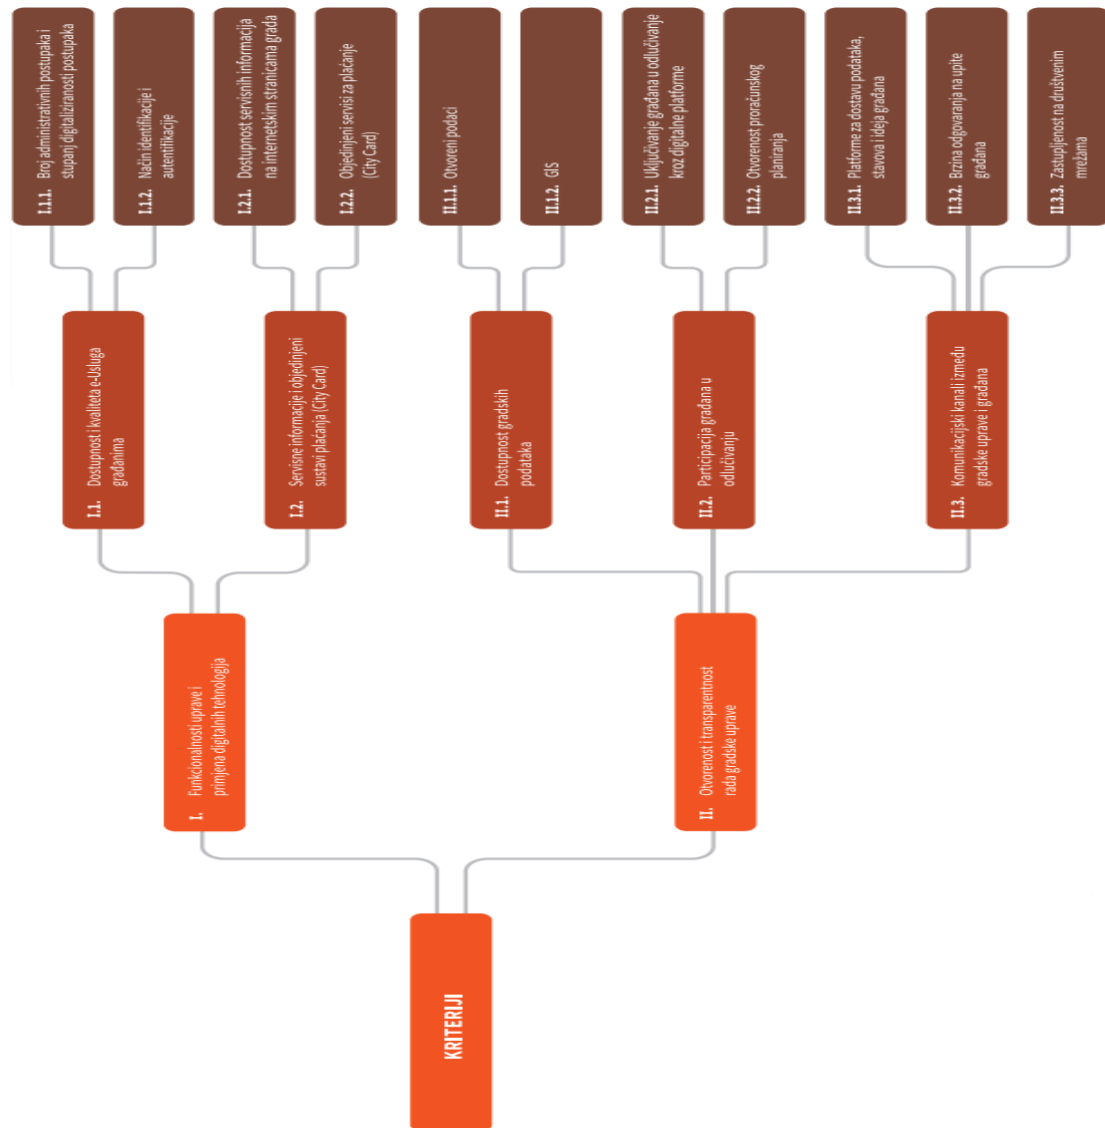 KRITERIJI
I. Funkcionalnosti uprave i
primjena digitalnih tehnologija
I.1. Dostupnost i kvaliteta e-Usluga
građanima
I.1.1. Broj administrativnih postupaka i
stupanj digitaliziranosti postupaka
I.1.2. Način identifikacije i
autentifikacije
I.2. Servisne informacije i objedinjeni
sustavi plaćanja (City Card)
I.2.1. Dostupnost servisnih informacija
na internetskim stranicama grada
I.2.2. Objedinjeni servisi za plaćanje
(City Card)
II. Otvorenost i transparentnost
rada gradske uprave
II.1. Dostupnost gradskih
podataka
II.1.1. Otvoreni podaci
II.1.2. GIS
II.2. Participacija građana u
odlučivanju
II.2.1. Uključivanje građana u odlučivanje
kroz digitalne platforme
II.2.2. Otvorenost proračunskog
planiranja
II.3. Komunikacijski kanali između
gradske uprave i građana
II.3.1. Platforme za dostavu podataka,
stavova i ideja građana
II.3.2. Brzina odgovaranja na upite
građana
II.3.3. Zastupljenost na društvenim
mrežama